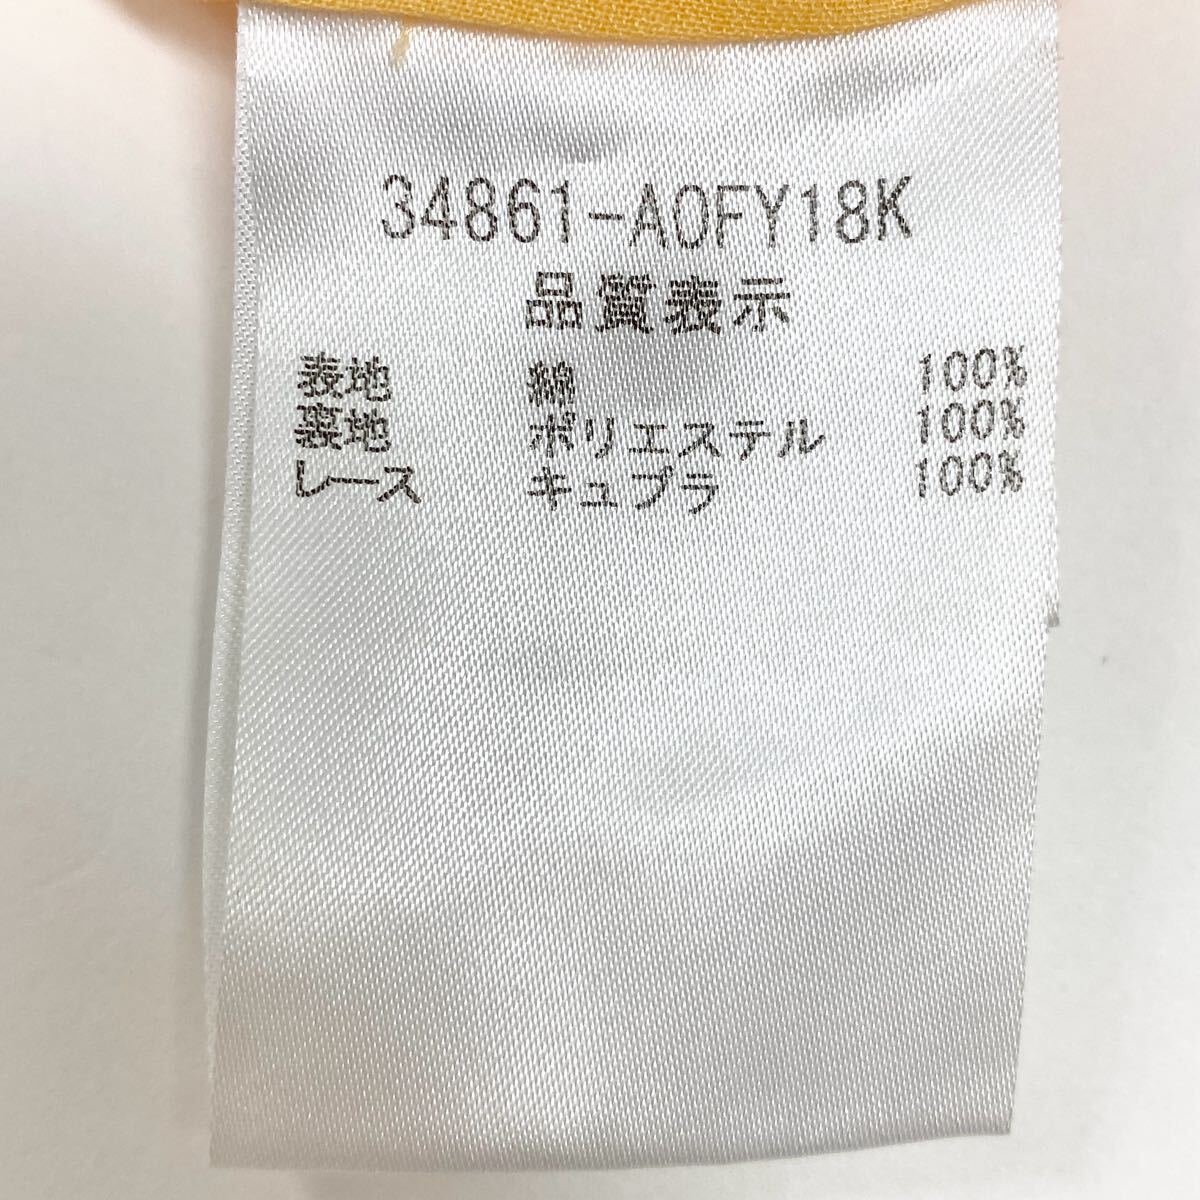 34861-A0FY18K
品質表示
表地 綿 100%
裏地 ポリエステル 100%
レース キュプラ 100%